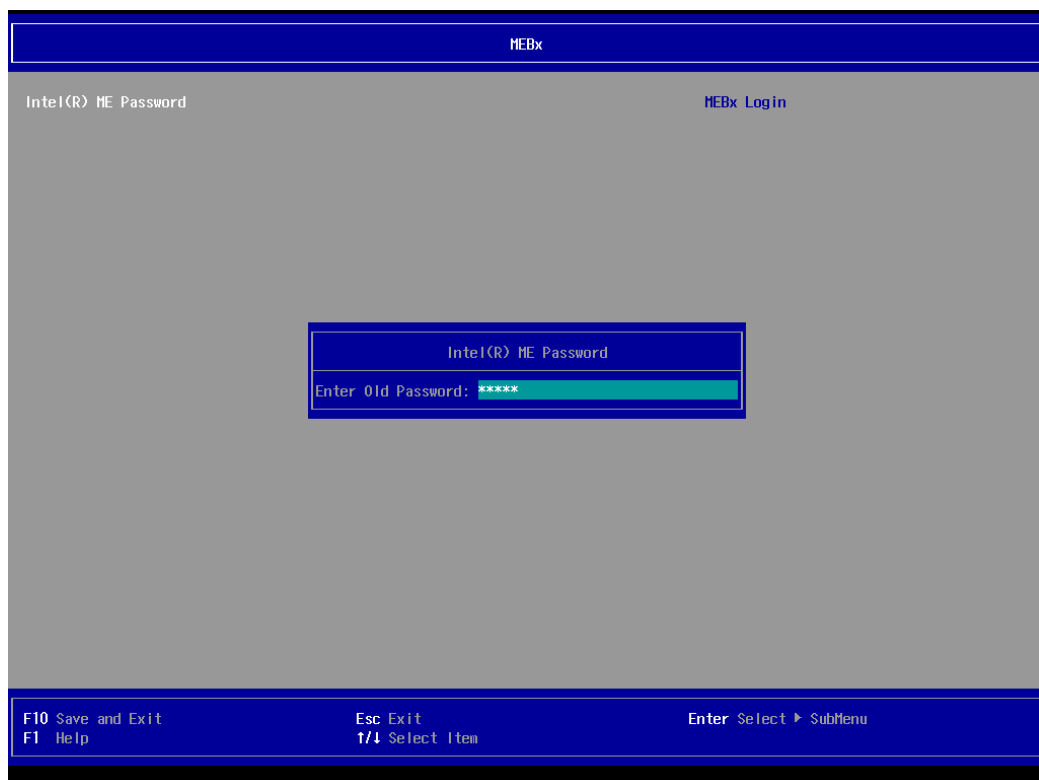 MEBx
Intel(R) ME Password
MEBx Login
Intel(R) ME Password
Enter Old Password: *****
F10 Save and Exit
Esc Exit
Enter Select ▶ SubMenu
F1 Help
↑/↓ Select Item